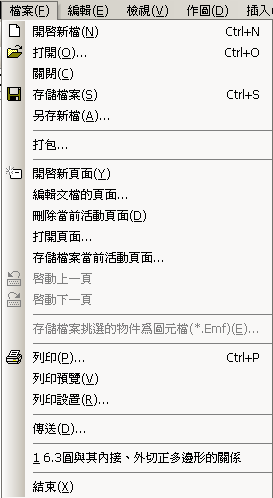 檔案(F) 編輯(E) 檢視(V) 作圖(D) 插入
開啓新檔(N) Ctrl+N
打開(O)... Ctrl+O
關閉(C)
存儲檔案(S) Ctrl+S
另存新檔(A)...
打包...
開啓新頁面(Y)
編輯文檔的頁面...
刪除當前活動頁面(D)
打開頁面...
存儲檔案當前活動頁面...
啓動上一頁
啓動下一頁
存儲檔案挑選的物件爲圖元檔(*.Emf)(E)...
列印(P)... Ctrl+P
列印預覽(V)
列印設置(R)...
傳送(D)...
1 6.3圓與其內接、外切正多邊形的關係
結束(X)